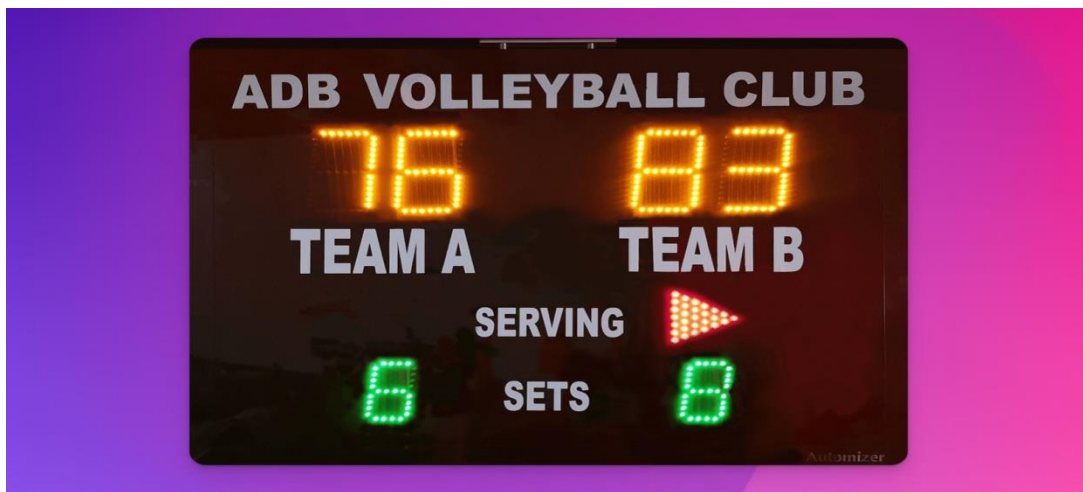 ADB VOLLEYBALL CLUB
76 83
TEAM A TEAM B
SERVING
6 SETS 8
Automizer